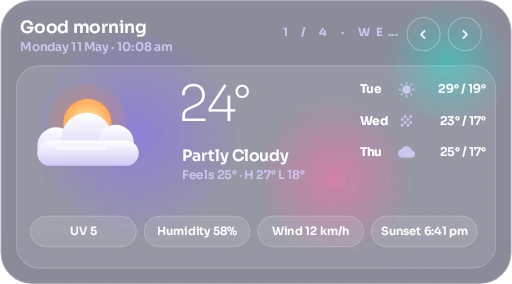 Good morning
1 / 4 · WE...
Monday 11 May · 10:08 am
24°
Partly Cloudy
Feels 25° · H 27° L 18°
Tue 29° / 19°
Wed 23° / 17°
Thu 25° / 17°
UV 5
Humidity 58%
Wind 12 km/h
Sunset 6:41 pm